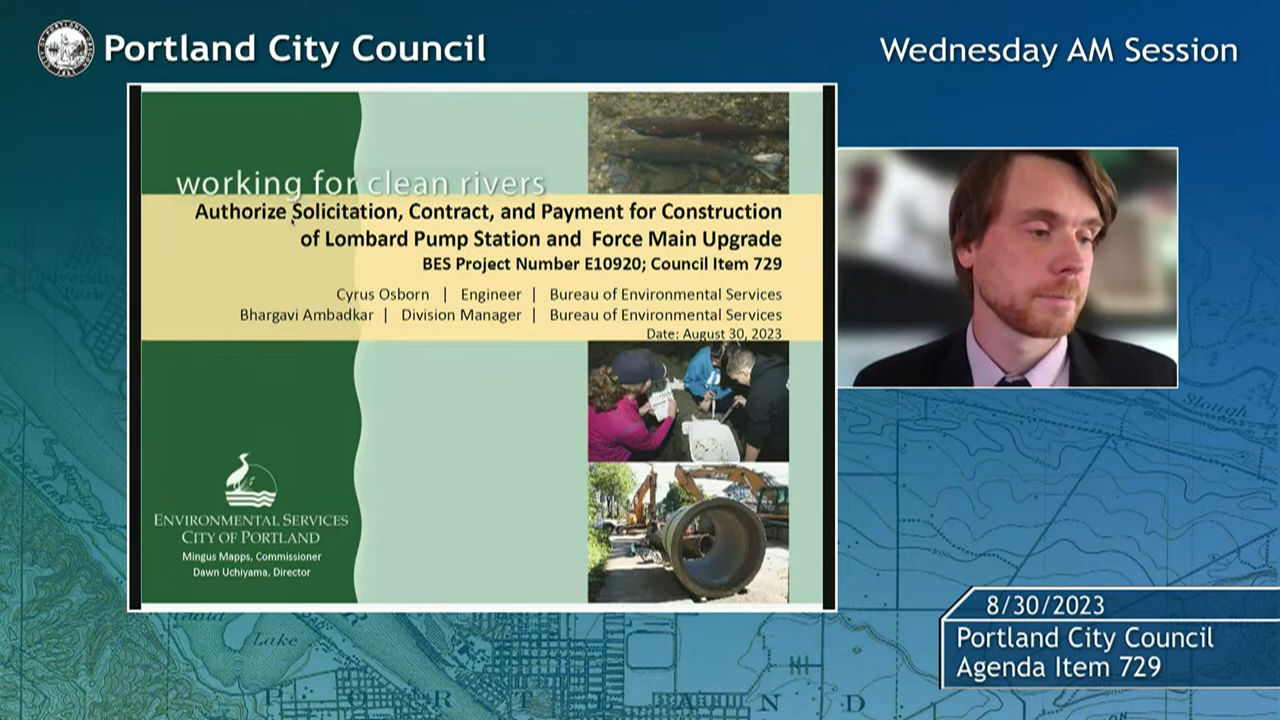 Portland City Council
Wednesday AM Session
working for clean rivers
Authorize Solicitation, Contract, and Payment for Construction
of Lombard Pump Station and Force Main Upgrade
BES Project Number E10920; Council Item 729
Cyrus Osborn | Engineer | Bureau of Environmental Services
Bhargavi Ambadkar | Division Manager | Bureau of Environmental Services
Date: August 30, 2023
ENVIRONMENTAL SERVICES
CITY OF PORTLAND
Mingus Mapps, Commissioner
Dawn Uchiyama, Director
Slough
8/30/2023
Portland City Council
Agenda Item 729
Guild
Lake